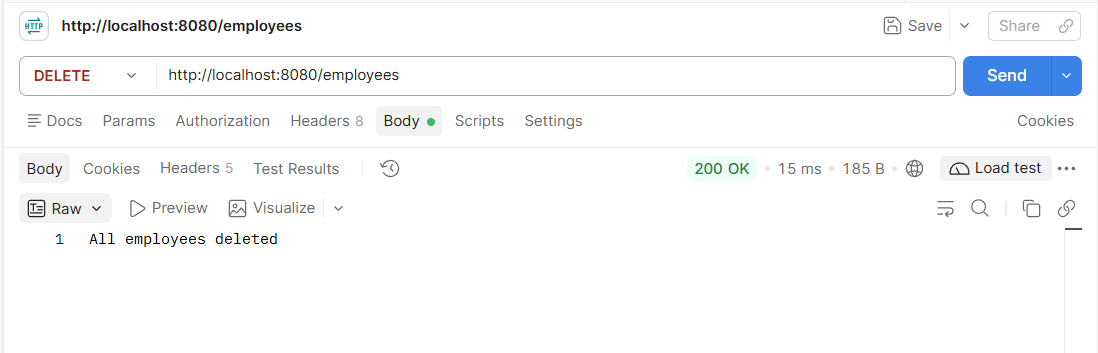 HTTP http://localhost:8080/employees Save Share
DELETE http://localhost:8080/employees Send
Docs Params Authorization Headers 8 Body Scripts Settings Cookies
Body Cookies Headers 5 Test Results 200 OK • 15 ms • 185 B • Load test
Raw Preview Visualize
1 All employees deleted